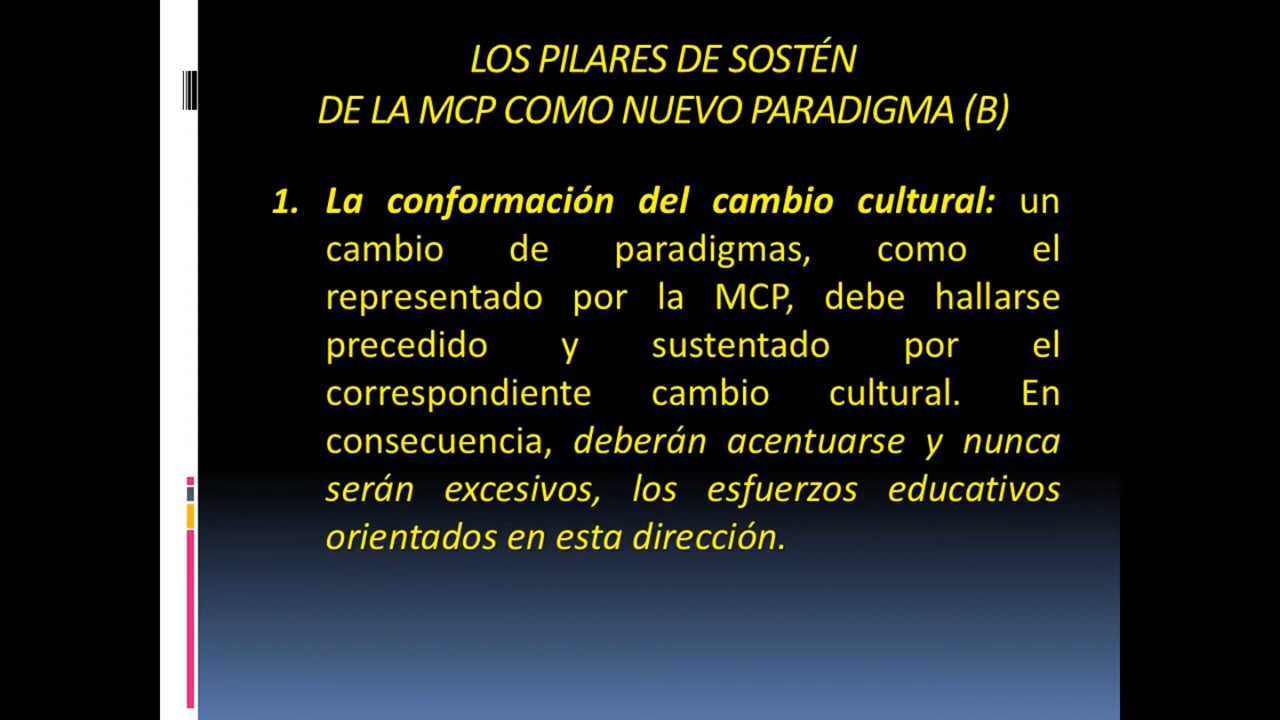 LOS PILARES DE SOSTÉN
DE LA MCP COMO NUEVO PARADIGMA (B)
1. La conformación del cambio cultural: un
cambio de paradigmas, como el
representado por la MCP, debe hallarse
precedido y sustentado por el
correspondiente cambio cultural. En
consecuencia, deberán acentuarse y nunca
serán excesivos, los esfuerzos educativos
orientados en esta dirección.